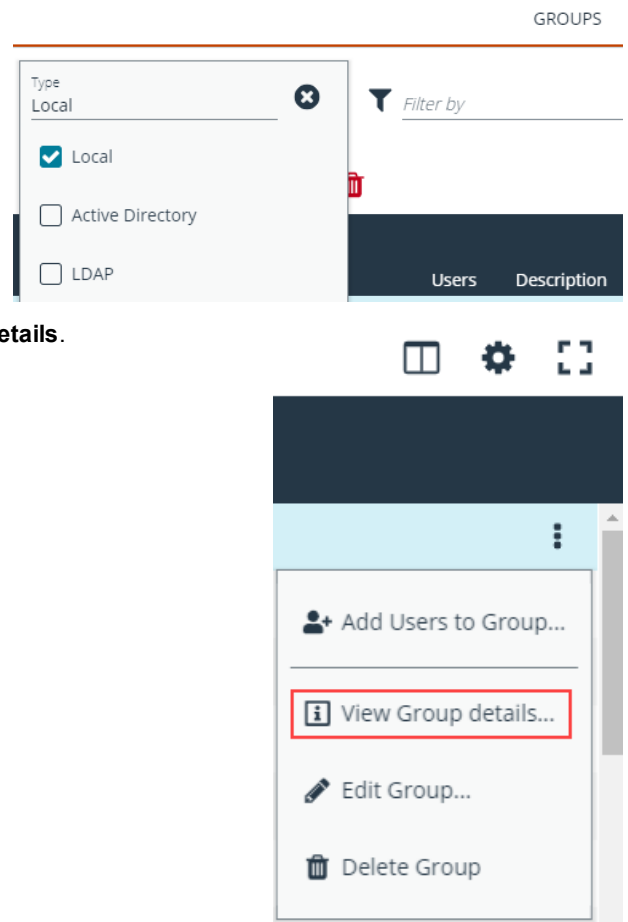 GROUPS
Type
Local
Filter by
Local
Active Directory
LDAP
Users Description
etails.
Add Users to Group...
View Group details...
Edit Group...
Delete Group